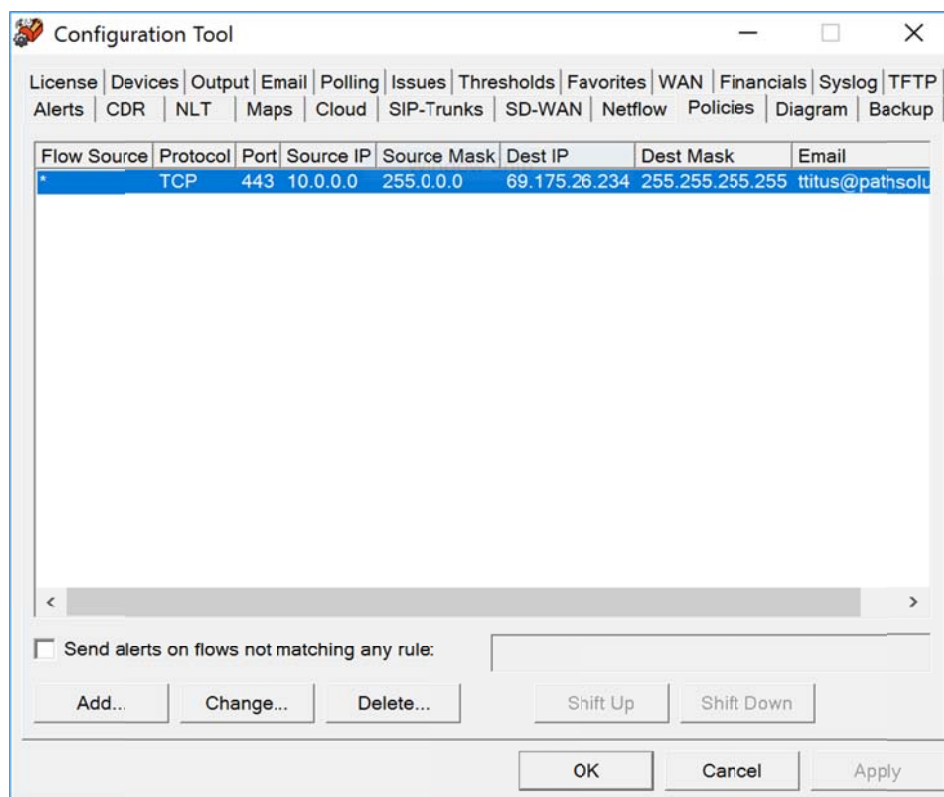 Configuration Tool
License Devices Output Email Polling Issues Thresholds Favorites WAN Financials Syslog TFTP
Alerts CDR NLT Maps Cloud SIP-Trunks SD-WAN Netflow Policies Diagram Backup
Flow Source Protocol Port Source IP Source Mask Dest IP Dest Mask Email
* TCP 443 10.0.0.0 255.0.0.0 69.175.26.234 255.255.255.255 ttitus@pathsolu
Send alerts on flows not matching any rule:
Add... Change... Delete... Shift Up Shift Down
OK Cancel Apply